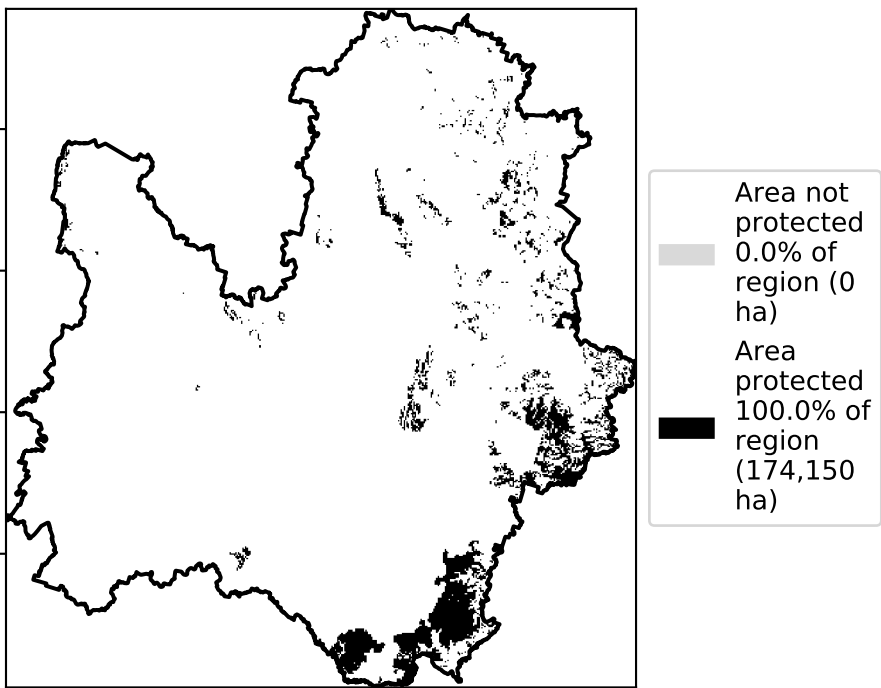 Area not
protected
0.0% of
region (0
ha)
Area
protected
100.0% of
region
(174,150
ha)